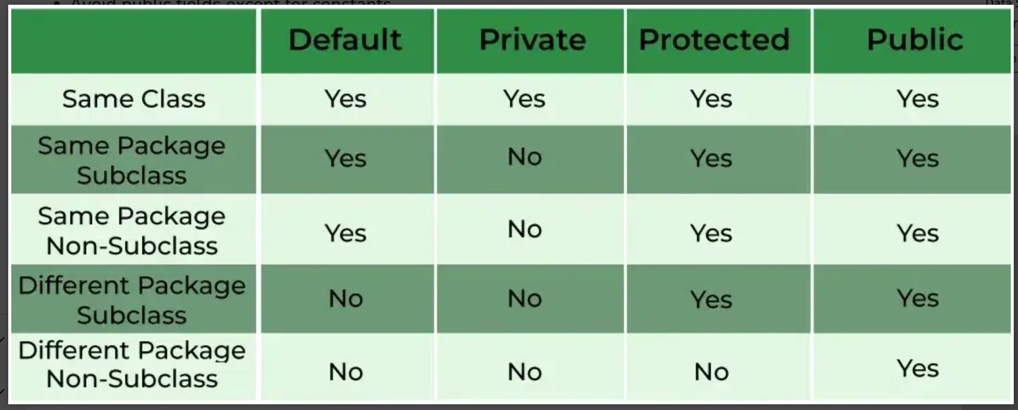 Avoid public fields except for constants
Default Private Protected Public
Same Class Yes Yes Yes Yes
Same Package
Subclass Yes No Yes Yes
Same Package
Non-Subclass Yes No Yes Yes
Different Package
Subclass No No Yes Yes
Different Package
Non-Subclass No No No Yes